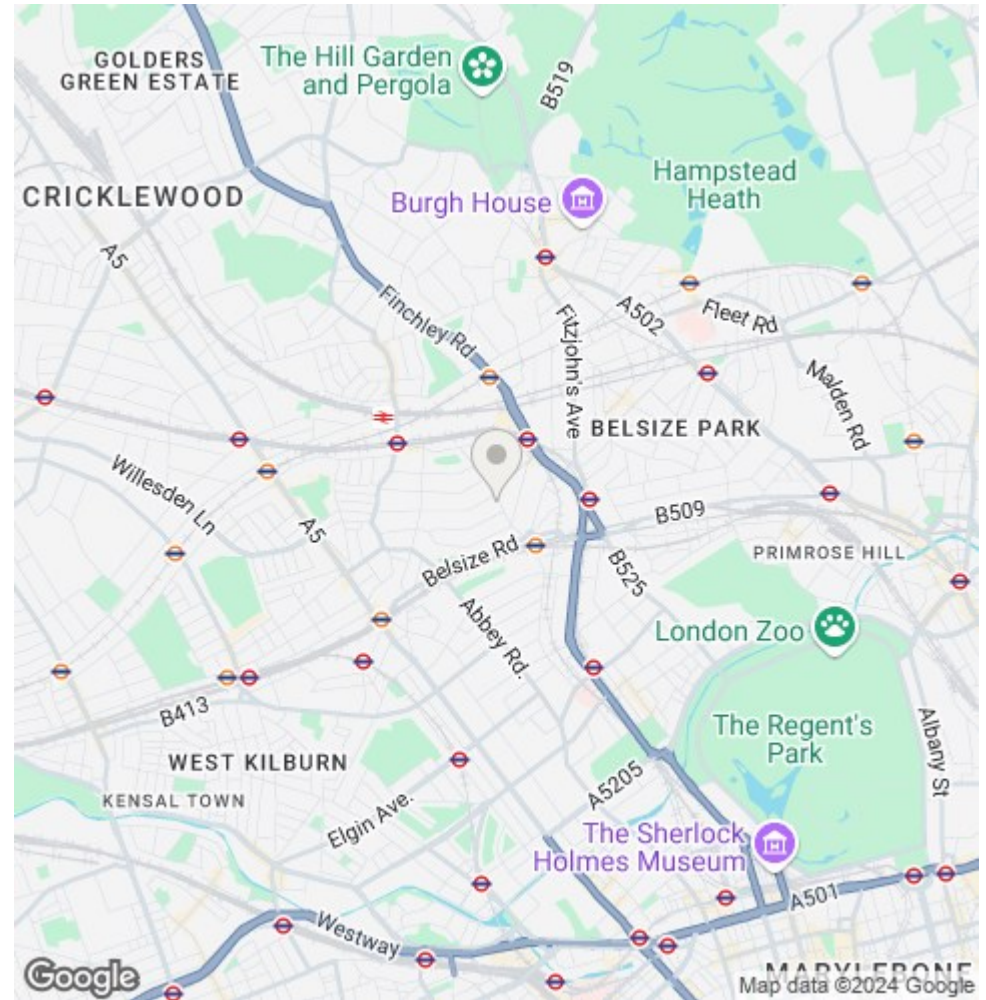 GOLDERS
GREEN ESTATE
The Hill Garden
and Pergola
B519
Hampstead
Heath
CRICKLEWOOD
Burgh House
A5
Finchley Rd
Fitzjohn's Ave
A502
Fleet Rd
Malden Rd
BELSIZE PARK
Willesden Ln
A5
B509
Belsize Rd
B525
PRIMROSE HILL
Abbey Rd.
London Zoo
B413
The Regent's
Park
Albany St
WEST KILBURN
KENSAL TOWN
A5205
Elgin Ave.
The Sherlock
Holmes Museum
A501
Westway
MARYLEBONE
Google
Map data ©2024 Google